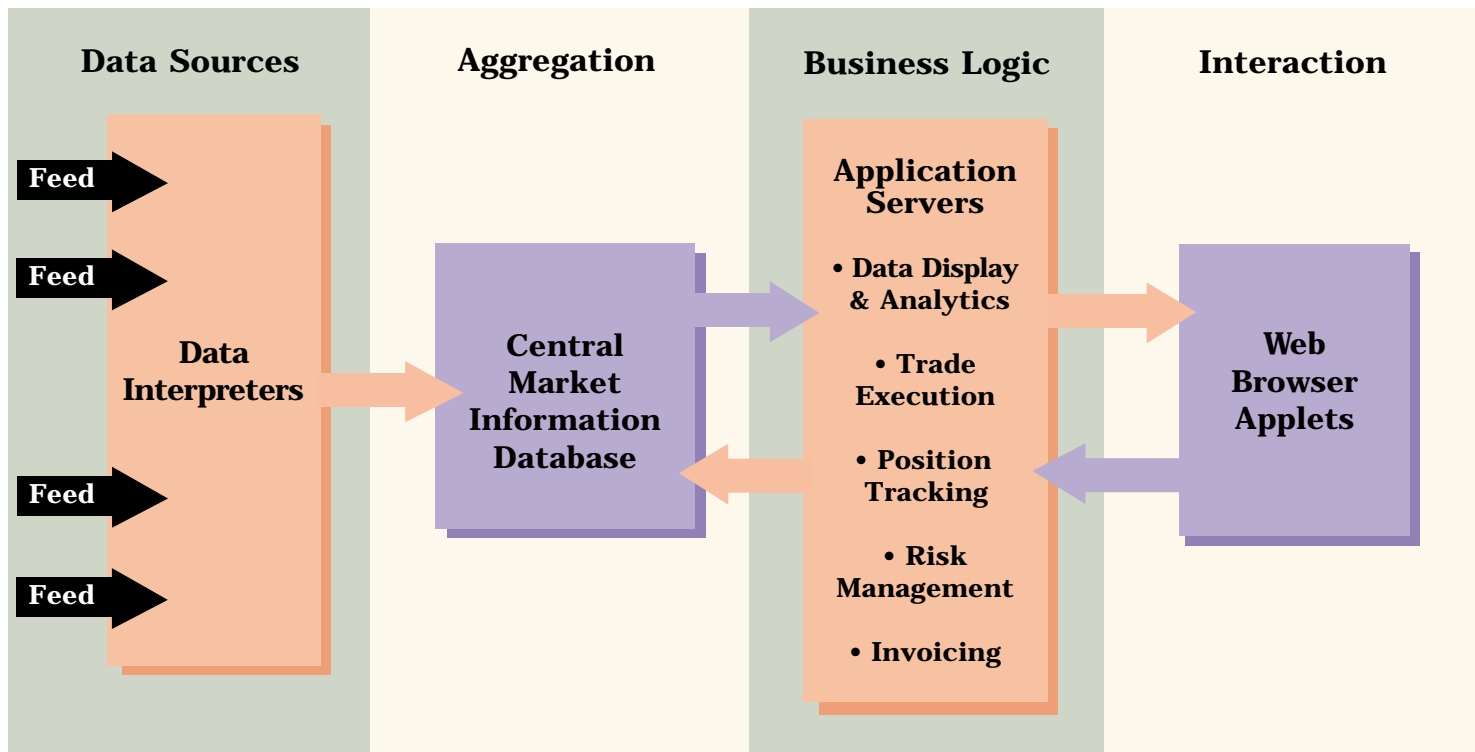 Data Sources
Aggregation
Business Logic
Interaction
Feed
Feed
Feed
Feed
Data
Interpreters
Central
Market
Information
Database
Application
Servers
• Data Display
& Analytics
• Trade
Execution
• Position
Tracking
• Risk
Management
• Invoicing
Web
Browser
Applets